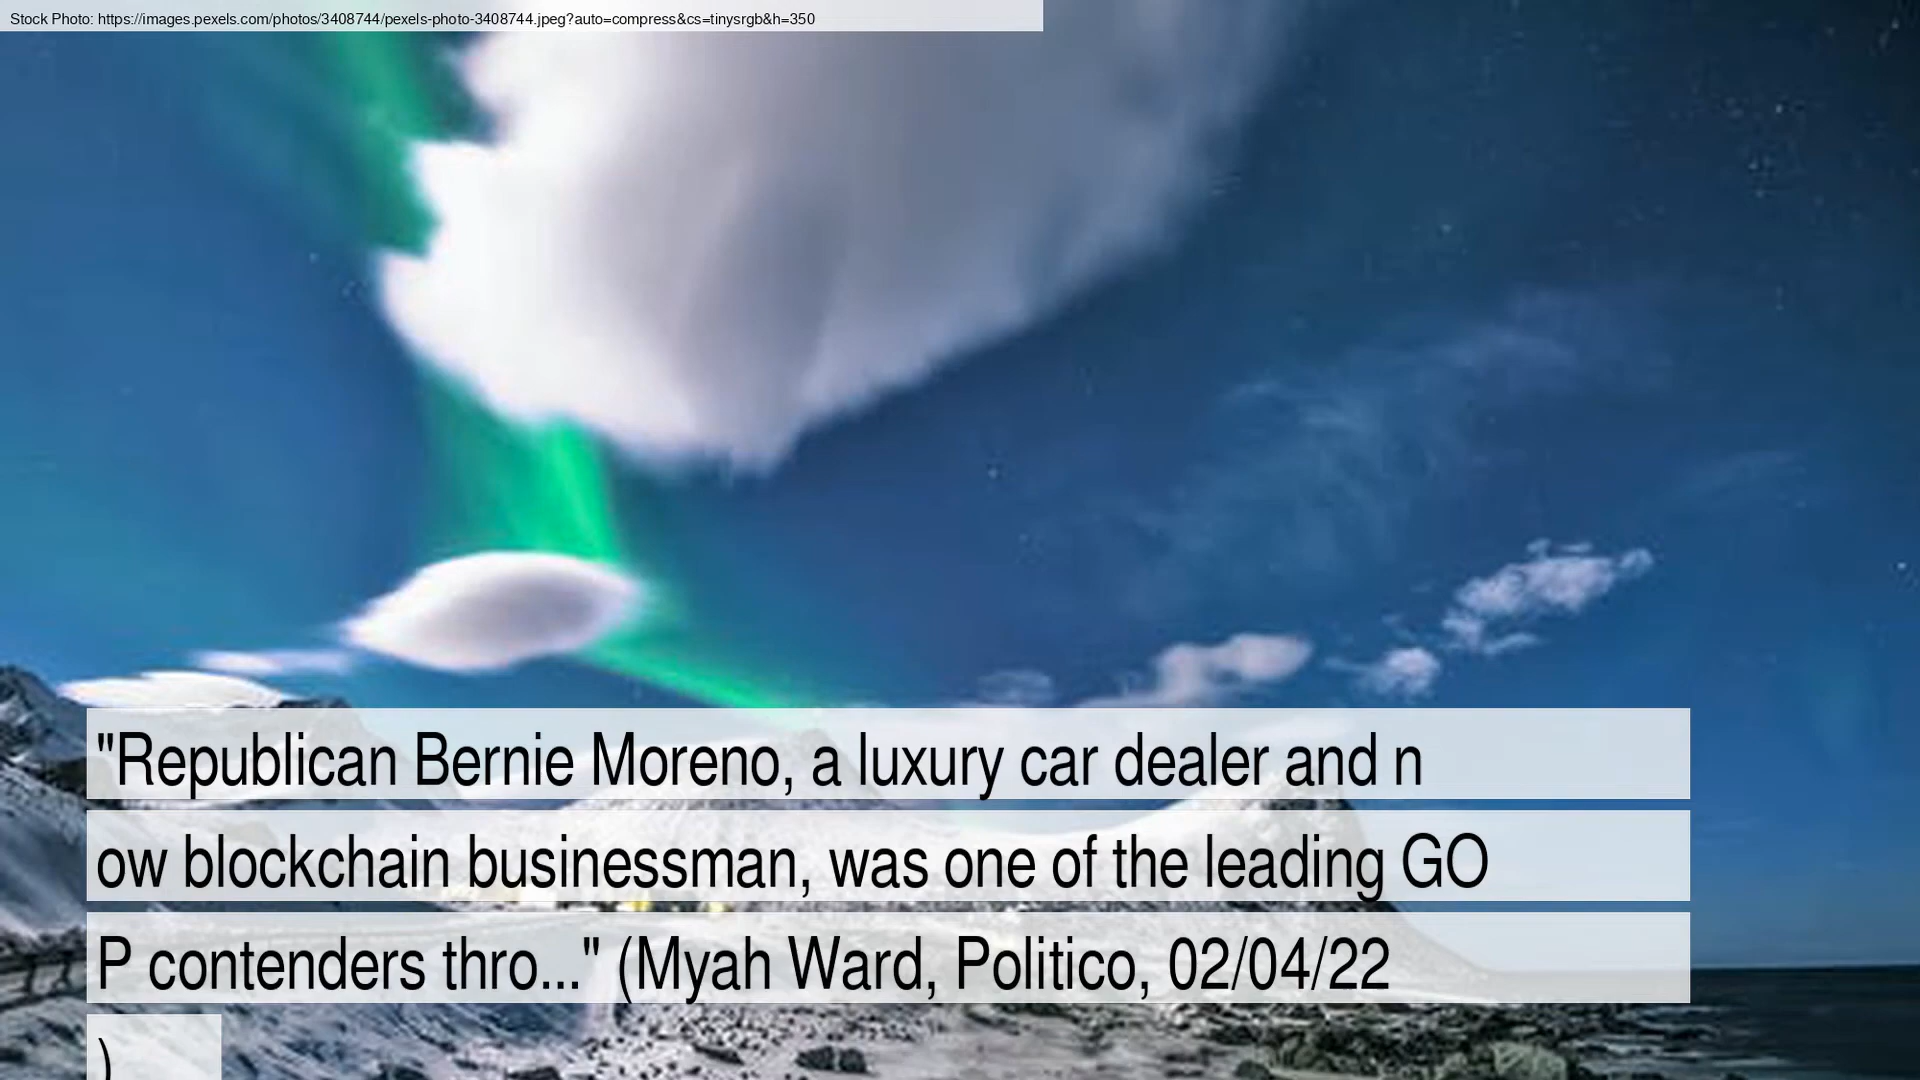 Stock Photo: https://images.pexels.com/photos/3408744/pexels-photo-3408744.jpeg?auto=compress&cs=tinysrgb&h=350
"Republican Bernie Moreno, a luxury car dealer and n
ow blockchain businessman, was one of the leading GO
P contenders thro..." (Myah Ward, Politico, 02/04/22
)